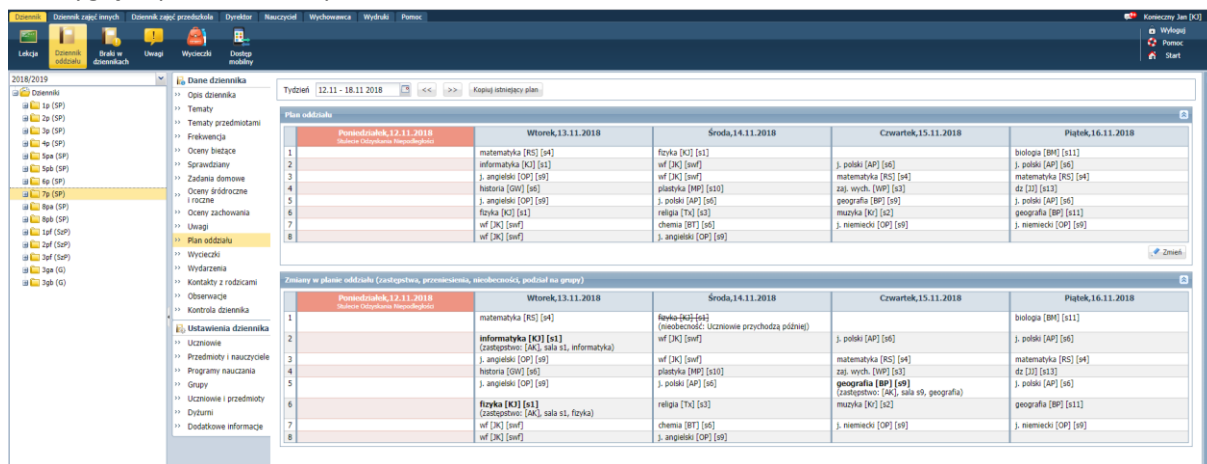 Dziennik Dziennik zajęć innych Dziennik zajęć przedszkola Dyrektor Nauczyciel Wychowawca Wydruki Pomoc Konieczny Jan [KJ]
Lekcja Dziennik oddziału Braki w dziennikach Uwagi Wycieczki Dostęp mobilny
Wyloguj
Pomoc
Start
2018/2019
Dzienniki
1p (SP)
2p (SP)
3p (SP)
4p (SP)
5pa (SP)
5pb (SP)
6p (SP)
7p (SP)
8pa (SP)
8pb (SP)
1pf (SzP)
2pf (SzP)
3pf (SzP)
3ga (G)
3gb (G)
Dane dziennika
Opis dziennika
Tematy
Tematy przedmiotami
Frekwencja
Oceny bieżące
Sprawdziany
Zadania domowe
Oceny śródroczne
i roczne
Oceny zachowania
Uwagi
Plan oddziału
Wycieczki
Wydarzenia
Kontakty z rodzicami
Obserwacje
Kontrola dziennika
Ustawienia dziennika
Uczniowie
Przedmioty i nauczyciele
Programy nauczania
Grupy
Uczniowie i przedmioty
Dyżurni
Dodatkowe informacje
Tydzień 12.11 - 18.11 2018 << >> Kopiuj istniejący plan
Plan oddziału
Poniedziałek,12.11.2018 Wtorek,13.11.2018 Środa,14.11.2018 Czwartek,15.11.2018 Piątek,16.11.2018
Stulecie Odzyskania Niepodległości
1 matematyka [RS] [s4] fizyka [KJ] [s1] biologia [BM] [s11]
2 informatyka [KJ] [s1] wf [JK] [swf] j. polski [AP] [s6] j. polski [AP] [s6]
3 j. angielski [OP] [s9] wf [JK] [swf] matematyka [RS] [s4] matematyka [RS] [s4]
4 historia [GW] [s6] plastyka [MP] [s10] zaj. wych. [WP] [s3] dz [JJ] [s13]
5 j. angielski [OP] [s9] j. polski [AP] [s6] geografia [BP] [s9] j. polski [AP] [s6]
6 fizyka [KJ] [s1] religia [Tx] [s3] muzyka [Kr] [s2] geografia [BP] [s11]
7 wf [JK] [swf] chemia [BT] [s6] j. niemiecki [OP] [s9] j. niemiecki [OP] [s9]
8 wf [JK] [swf] j. angielski [OP] [s9]
Zmień
Zmiany w planie oddziału (zastępstwa, przeniesienia, nieobecności, podział na grupy)
Poniedziałek,12.11.2018 Wtorek,13.11.2018 Środa,14.11.2018 Czwartek,15.11.2018 Piątek,16.11.2018
Stulecie Odzyskania Niepodległości
1 matematyka [RS] [s4] fizyka [KJ] [s1] biologia [BM] [s11]
(nieobecność: Uczniowie przychodzą później)
2 informatyka [KJ] [s1] wf [JK] [swf] j. polski [AP] [s6] j. polski [AP] [s6]
(zastępstwo: [AK], sala s1, informatyka)
3 j. angielski [OP] [s9] wf [JK] [swf] matematyka [RS] [s4] matematyka [RS] [s4]
4 historia [GW] [s6] plastyka [MP] [s10] zaj. wych. [WP] [s3] dz [JJ] [s13]
5 j. angielski [OP] [s9] j. polski [AP] [s6] geografia [BP] [s9] j. polski [AP] [s6]
(zastępstwo: [AK], sala s9, geografia)
6 fizyka [KJ] [s1] religia [Tx] [s3] muzyka [Kr] [s2] geografia [BP] [s11]
(zastępstwo: [AK], sala s1, fizyka)
7 wf [JK] [swf] chemia [BT] [s6] j. niemiecki [OP] [s9] j. niemiecki [OP] [s9]
8 wf [JK] [swf] j. angielski [OP] [s9]